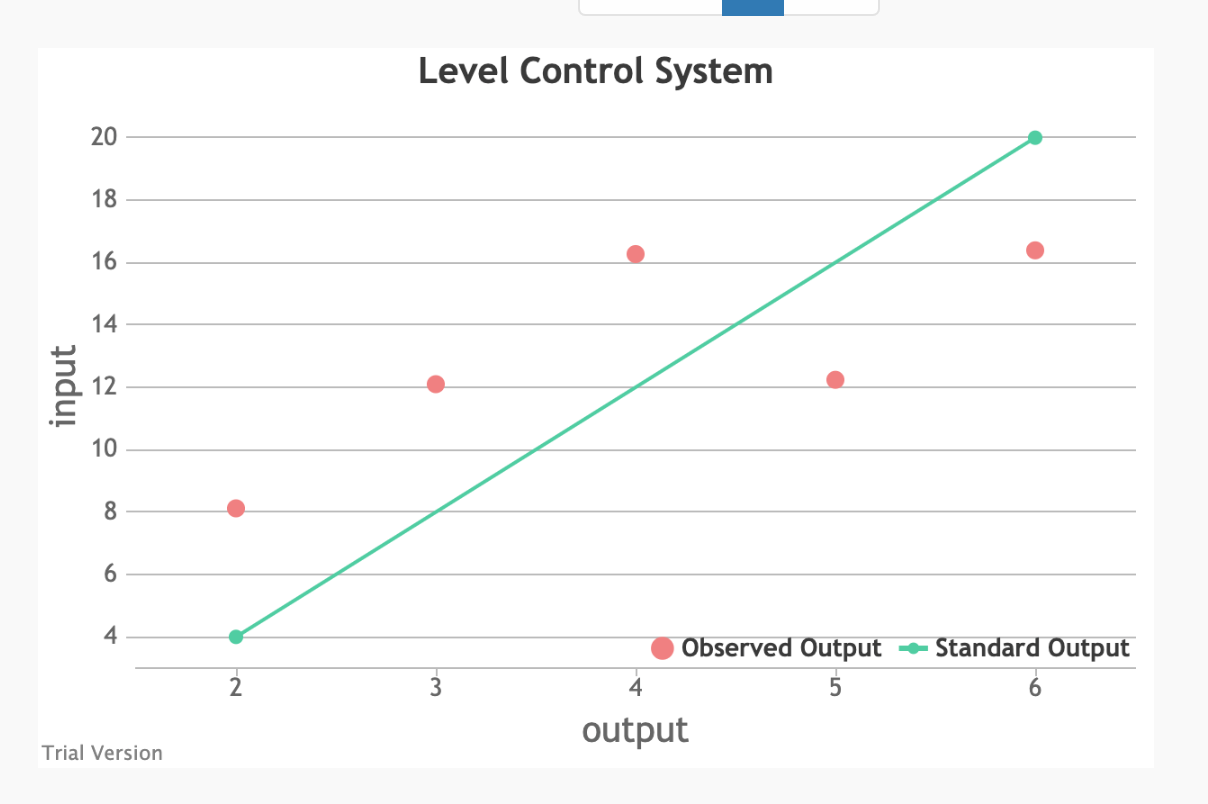 Level Control System
20
18
16
14
12
10
8
6
4
input
Observed Output Standard Output
2 3 4 5 6
output
Trial Version